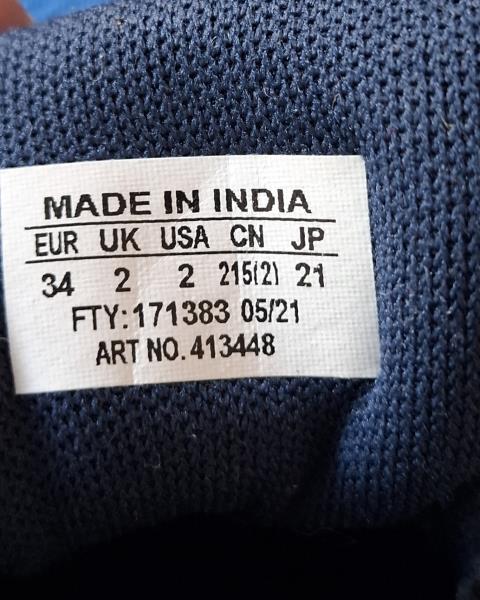 MADE IN INDIA
EUR UK USA CN JP
34 2 2 215(2) 21
FTY:171383 05/21
ART NO. 413448